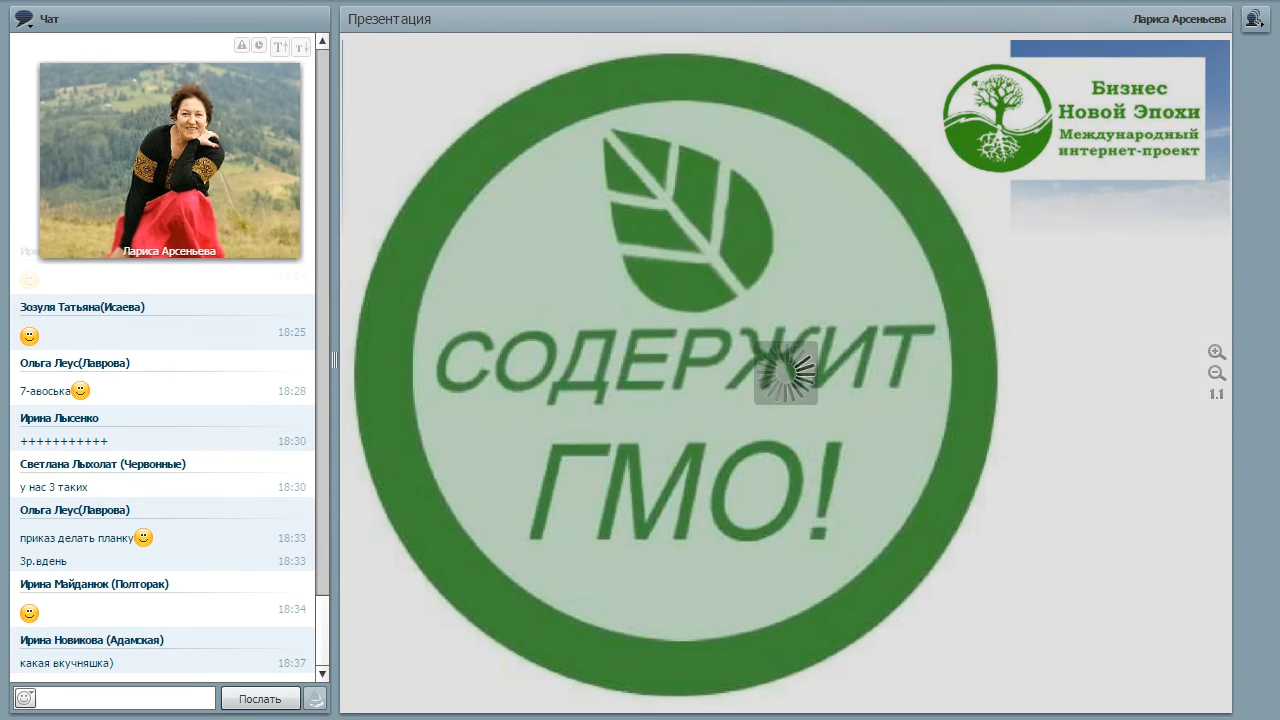 Чат
Лариса Арсеньева
18:24
Зозуля Татьяна(Исаева)
18:25
Ольга Леус(Лаврова)
7-авоська
18:28
Ирина Лысенко
+++++++++++
18:30
Светлана Лыхолат (Червонные)
у нас 3 таких
18:30
Ольга Леус(Лаврова)
приказ делать планку
18:33
3р.вдень
18:33
Ирина Майданюк (Полторак)
18:34
Ирина Новикова (Адамская)
какая вкучняшка)
18:37
Послать
Презентация
Лариса Арсеньева
СОДЕРЖИТ
ГМО!
Бизнес
Новой Эпохи
Международный
интернет-проект
1.1